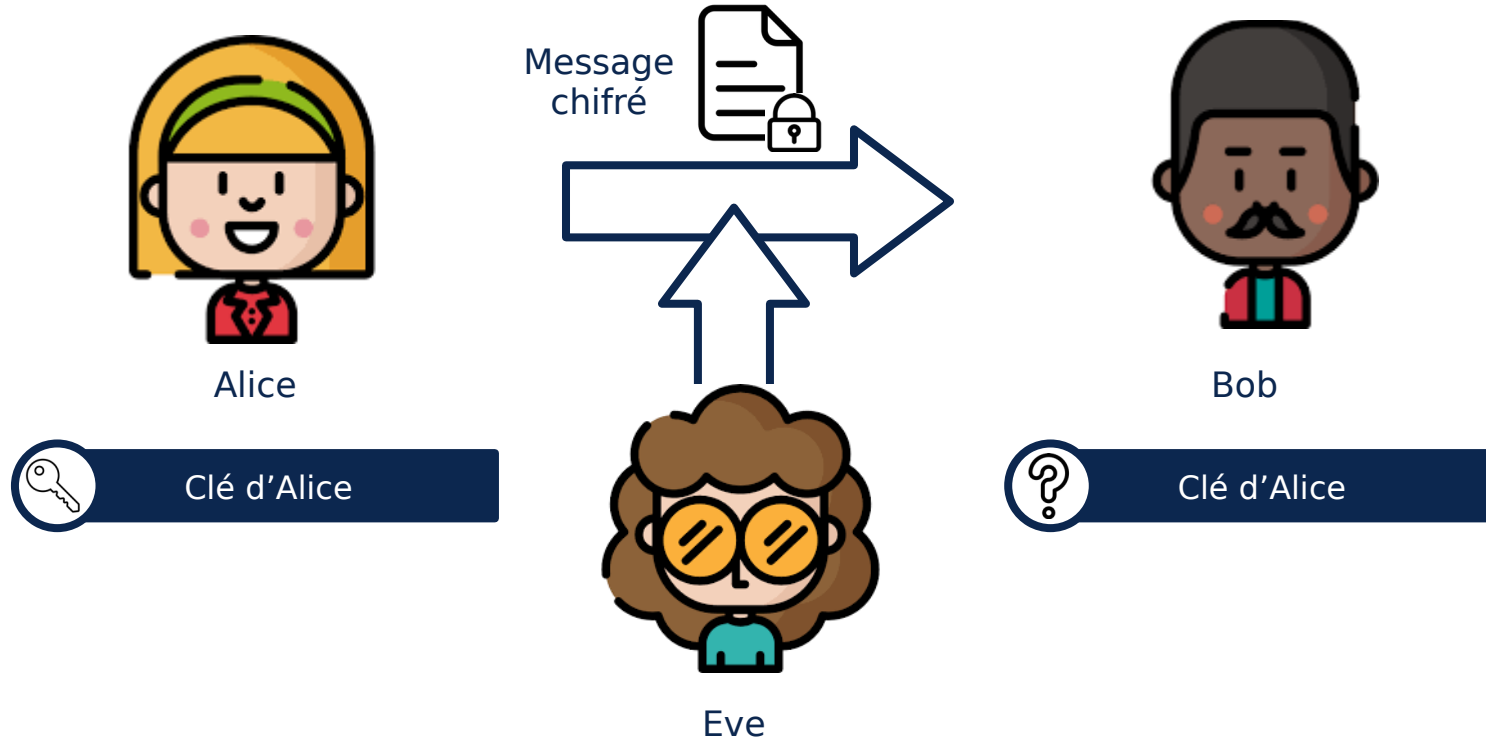 Message
chifré
Alice
Bob
Clé d’Alice
Clé d’Alice
Eve